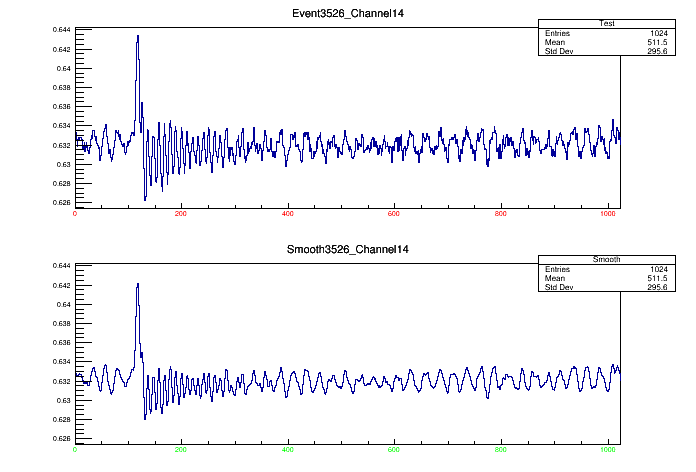 Event3526_Channel14
Test
Entries 1024
Mean 511.5
Std Dev 295.6
0.644
0.642
0.64
0.638
0.636
0.634
0.632
0.63
0.628
0.626
0 200 400 600 800 1000
Smooth3526_Channel14
Smooth
Entries 1024
Mean 511.5
Std Dev 295.6
0.644
0.642
0.64
0.638
0.636
0.634
0.632
0.63
0.628
0.626
0 200 400 600 800 1000